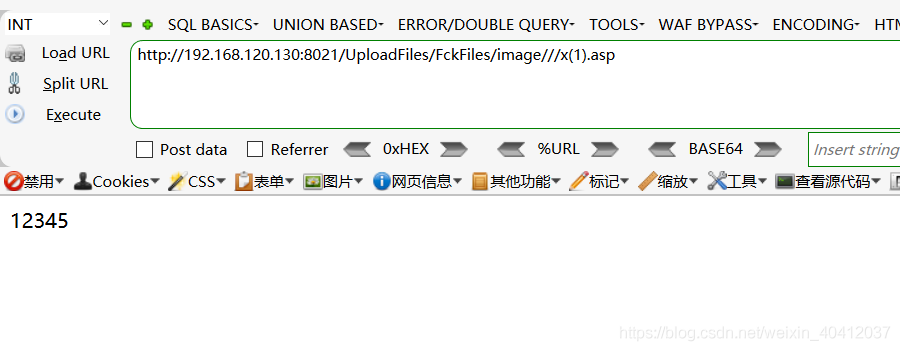 INT SQL BASICS UNION BASED ERROR/DOUBLE QUERY TOOLS WAF BYPASS ENCODING
Load URL http://192.168.120.130:8021/UploadFiles/FckFiles/image///x(1).asp
Split URL
Execute
Post data Referrer 0xHEX %URL BASE64 Insert string
禁用 Cookies CSS 表单 图片 网页信息 其他功能 标记 缩放 工具 查看源代码
12345
https://blog.csdn.net/weixin_40412037